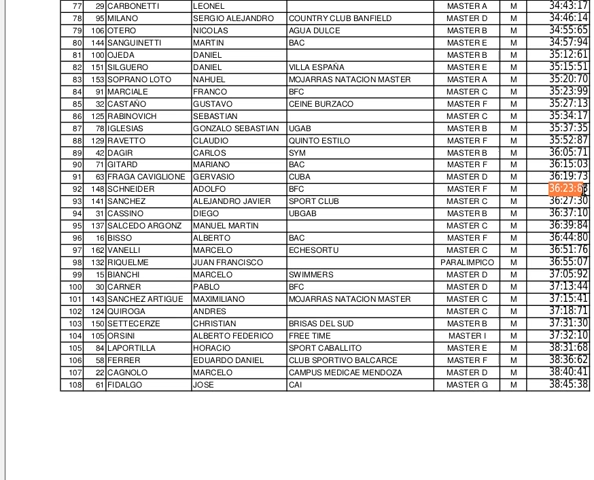 77 29 CARBONETTI LEONEL MASTER A M 34:43:17
78 95 MILANO SERGIO ALEJANDRO COUNTRY CLUB BANFIELD MASTER D M 34:46:14
79 106 OTERO NICOLAS AGUA DULCE MASTER B M 34:55:65
80 144 SANGUINETTI MARTIN BAC MASTER E M 34:57:94
81 100 OJEDA DANIEL MASTER B M 35:12:61
82 151 SILGUERO DANIEL VILLA ESPAÑA MASTER E M 35:15:51
83 153 SOPRANO LOTO NAHUEL MOJARRAS NATACION MASTER MASTER A M 35:20:70
84 91 MARCIALE FRANCO BFC MASTER C M 35:23:99
85 32 CASTAÑO GUSTAVO CEINE BURZACO MASTER F M 35:27:13
86 125 RABINOVICH SEBASTIAN MASTER C M 35:34:17
87 78 IGLESIAS GONZALO SEBASTIAN UGAB MASTER B M 35:37:35
88 129 RAVETTO CLAUDIO QUINTO ESTILO MASTER F M 35:52:87
89 42 DAGIR CARLOS SYM MASTER B M 36:05:71
90 71 GITARD MARIANO BAC MASTER F M 36:15:03
91 63 FRAGA CAVIGLIONE GERVASIO CUBA MASTER D M 36:19:73
92 148 SCHNEIDER ADOLFO BFC MASTER F M
93 141 SANCHEZ ALEJANDRO JAVIER SPORT CLUB MASTER C M 36:27:30
94 31 CASSINO DIEGO UBGAB MASTER B M 36:37:10
95 137 SALCEDO ARGONZ MANUEL MARTIN MASTER C M 36:39:84
96 16 BISSO ALBERTO BAC MASTER F M 36:44:80
97 162 VANELLI MARCELO ECHESORTU MASTER C M 36:51:76
98 132 RIQUELME JUAN FRANCISCO PARALIMPICO M 36:55:07
99 15 BIANCHI MARCELO SWIMMERS MASTER D M 37:05:92
100 30 CARNER PABLO BFC MASTER D M 37:13:44
101 143 SANCHEZ ARTIGUE MAXIMILIANO MOJARRAS NATACION MASTER MASTER C M 37:15:41
102 124 QUIROGA ANDRES MASTER C M 37:18:71
103 150 SETTECERZE CHRISTIAN BRISAS DEL SUD MASTER B M 37:31:30
104 105 ORSINI ALBERTO FEDERICO FREE TIME MASTER I M 37:32:10
105 84 LAPORTILLA HORACIO SPORT CABALLITO MASTER E M 38:31:68
106 58 FERRER EDUARDO DANIEL CLUB SPORTIVO BALCARCE MASTER F M 38:36:62
107 22 CAGNOLO MARCELO CAMPUS MEDICAE MENDOZA MASTER D M 38:40:41
108 61 FIDALGO JOSE CAI MASTER G M 38:45:38